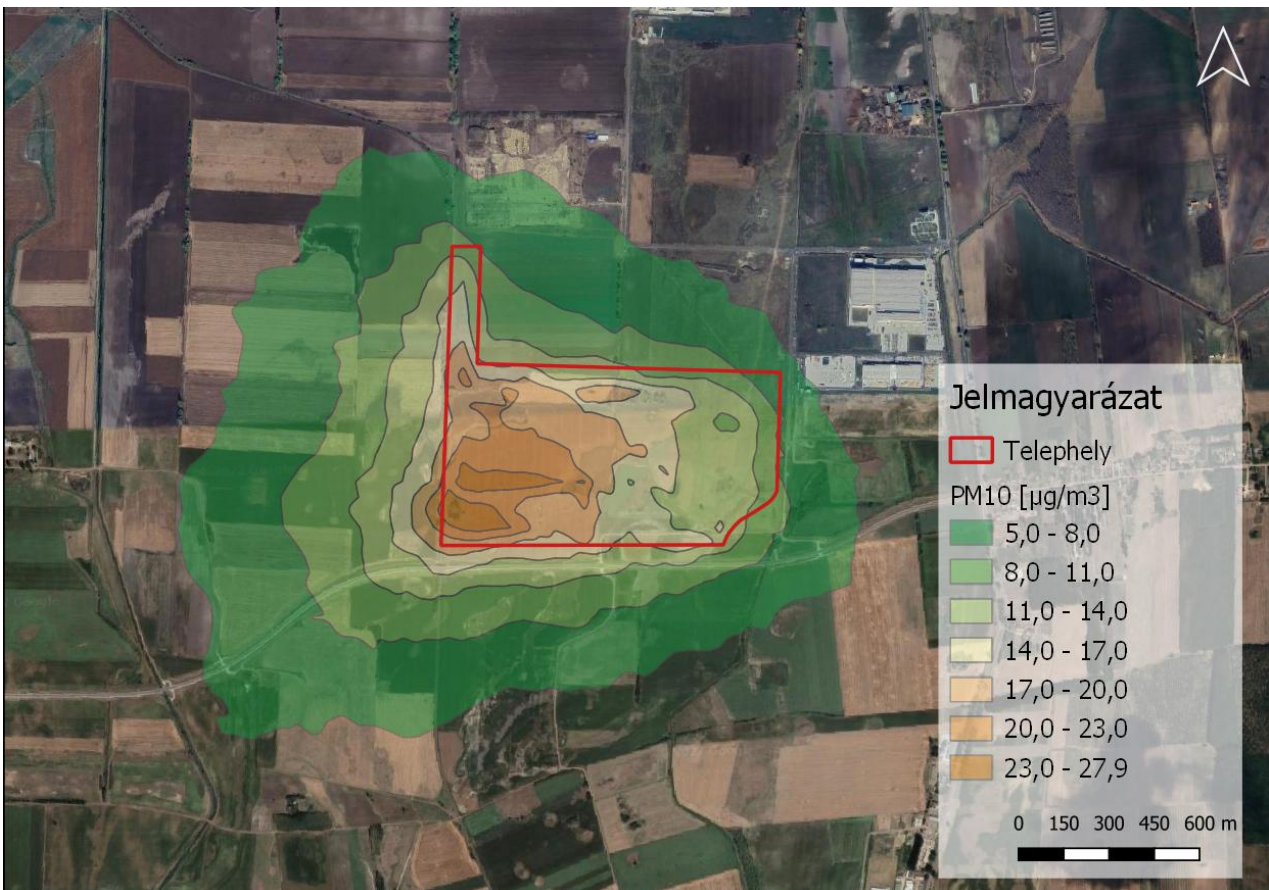 Jelmagyarázat
Telephely
PM10 [µg/m3]
5,0 - 8,0
8,0 - 11,0
11,0 - 14,0
14,0 - 17,0
17,0 - 20,0
20,0 - 23,0
23,0 - 27,9
0 150 300 450 600 m